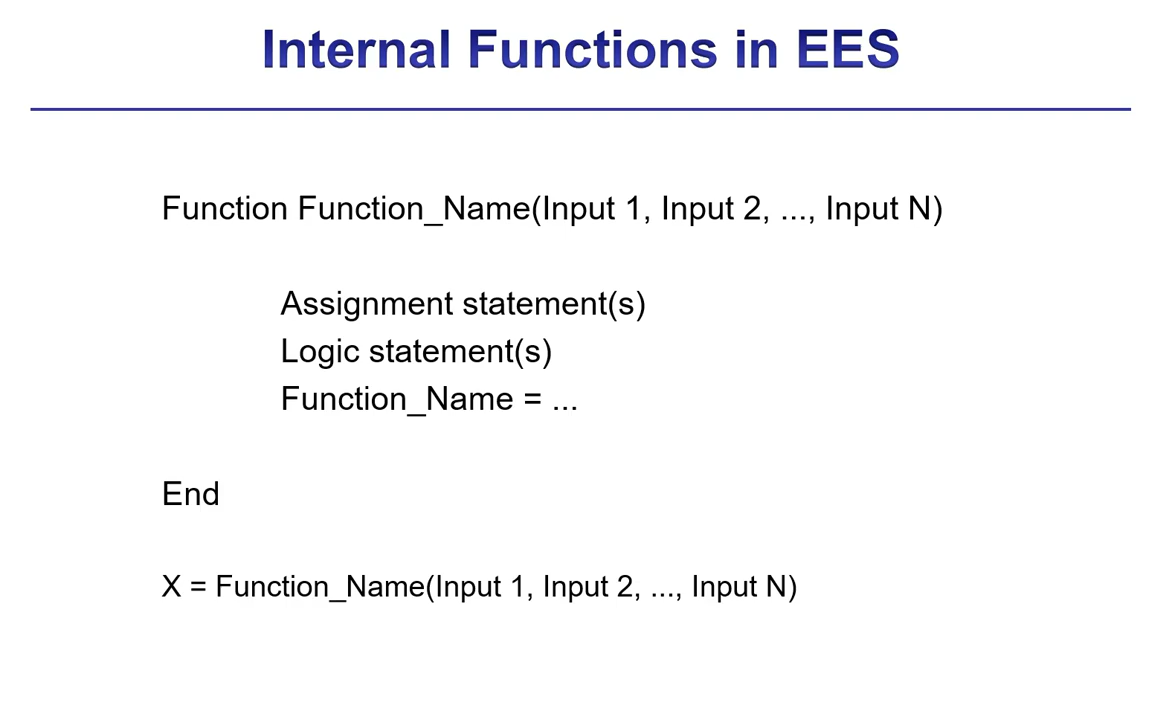 Internal Functions in EES
Function Function_Name(Input 1, Input 2, ..., Input N)
Assignment statement(s)
Logic statement(s)
Function_Name = ...
End
X = Function_Name(Input 1, Input 2, ..., Input N)